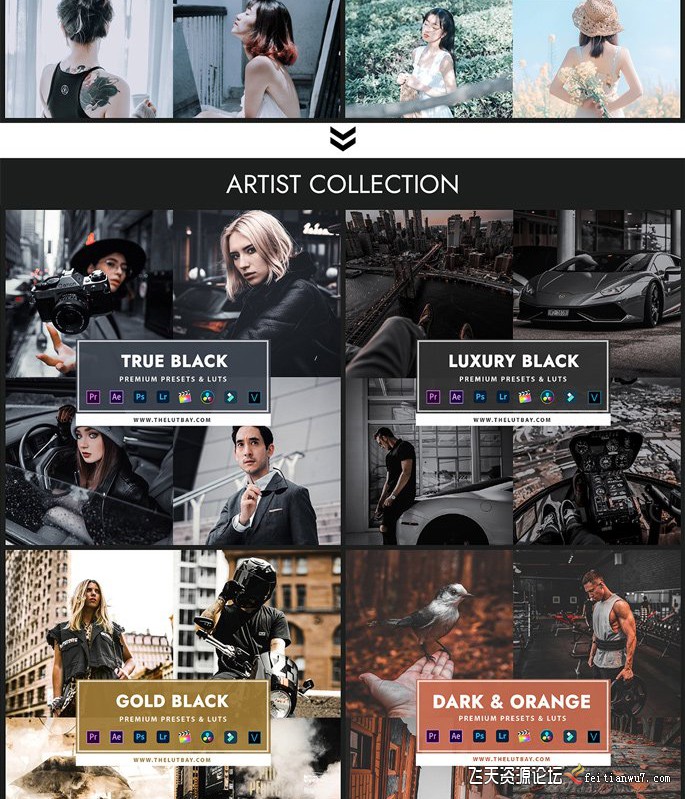 ARTIST COLLECTION
TRUE BLACK
PREMIUM PRESETS & LUTS
Pr Ae Ps Lr V
WWW.THELUTBAY.COM
LUXURY BLACK
PREMIUM PRESETS & LUTS
Pr Ae Ps Lr V
WWW.THELUTBAY.COM
GOLD BLACK
PREMIUM PRESETS & LUTS
Pr Ae Ps Lr V
WWW.THELUTBAY.COM
DARK & ORANGE
PREMIUM PRESETS & LUTS
Pr Ae Ps Lr V
WWW.THELUTBAY.COM
飞天资源论坛 feitianwu7.com